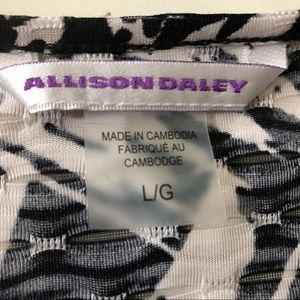 ALLISON DALEY
MADE IN CAMBODIA
FABRIQUÉ AU
CAMBODGE
L/G